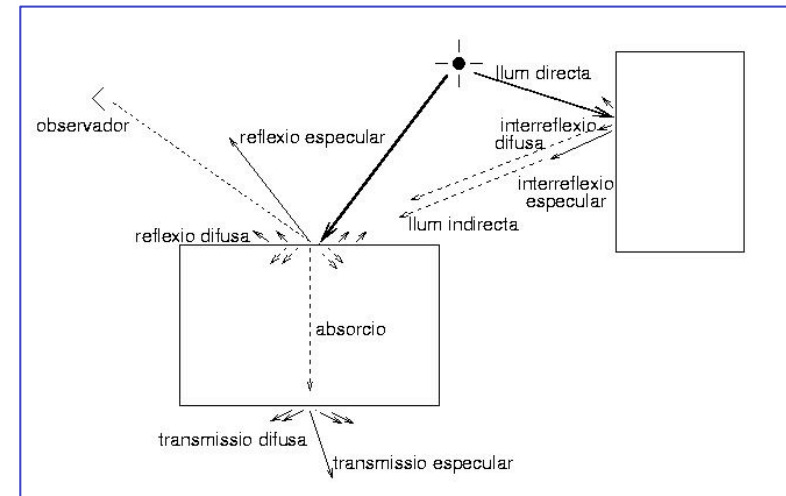 llum directa
observador
reflexio especular
interreflexio
difusa
interreflexio
especular
llum indirecta
reflexio difusa
absorcio
transmissio difusa
transmissio especular